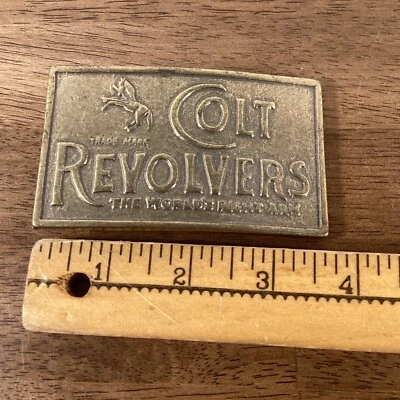 COLT
TRADE MARK
REVOLVERS
THE WORLD'S RIGHT ARM
1 2 3 4